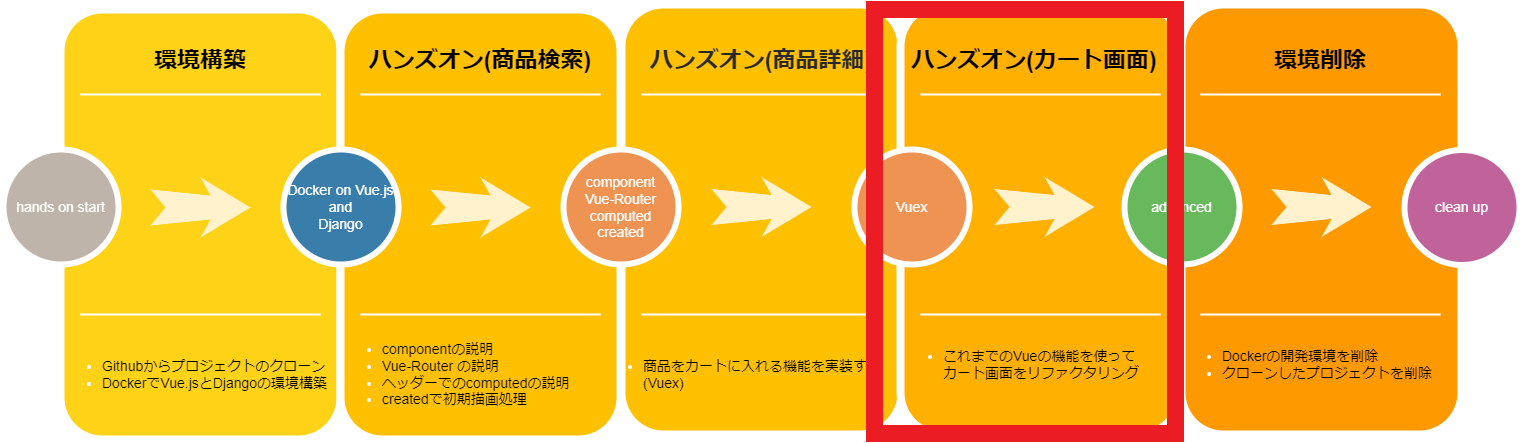 環境構築
ハンズオン(商品検索)
ハンズオン(商品詳細
ハンズオン(カート画面)
環境削除
hands on start
Docker on Vue.js
and
Django
component
Vue-Router
computed
created
Vuex
advanced
clean up
Githubからプロジェクトのクローン
DockerでVue.jsとDjangoの環境構築
componentの説明
Vue-Router の説明
ヘッダーでのcomputedの説明
createdで初期描画処理
商品をカートに入れる機能を実装す
(Vuex)
これまでのVueの機能を使って
カート画面をリファクタリング
Dockerの開発環境を削除
クローンしたプロジェクトを削除